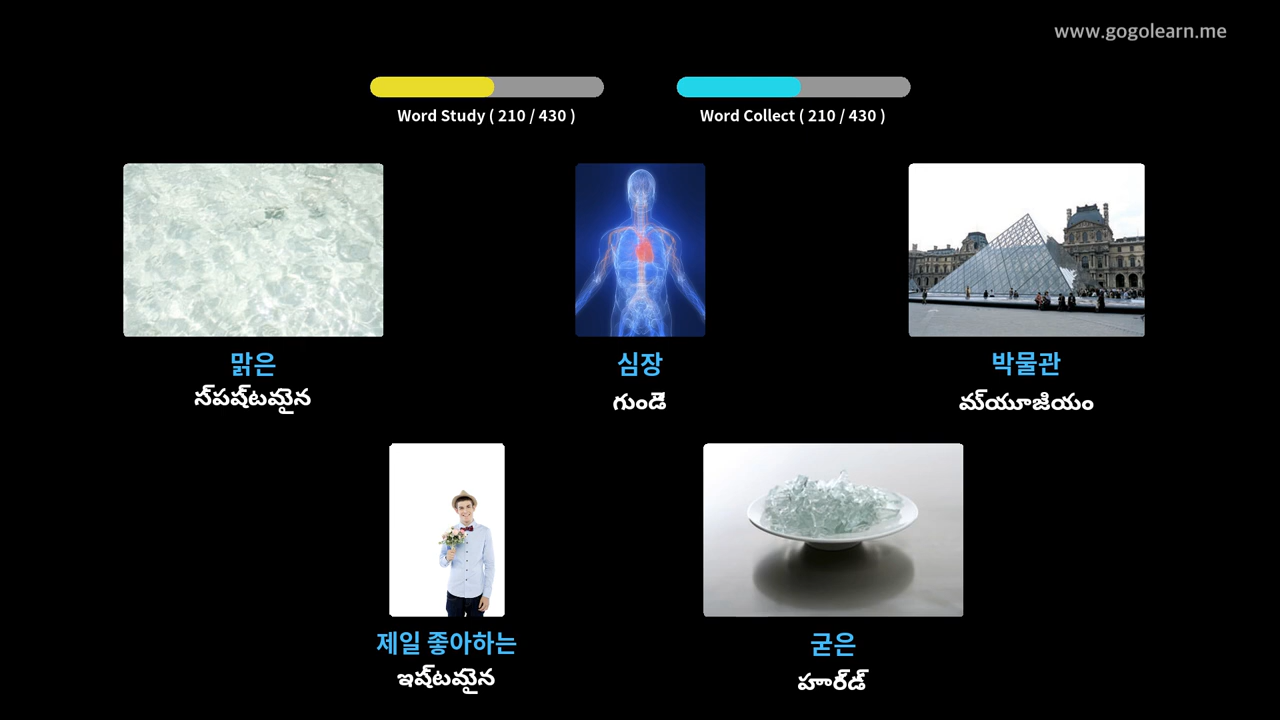 www.gogolearn.me
Word Study ( 210 / 430 )
Word Collect ( 210 / 430 )
맑은
స్‌పష్‌టమైన
심장
గుండె
박물관
మ్‌యూజియం
제일 좋아하는
ఇష్‌టమైన
굳은
హార్‌డ్